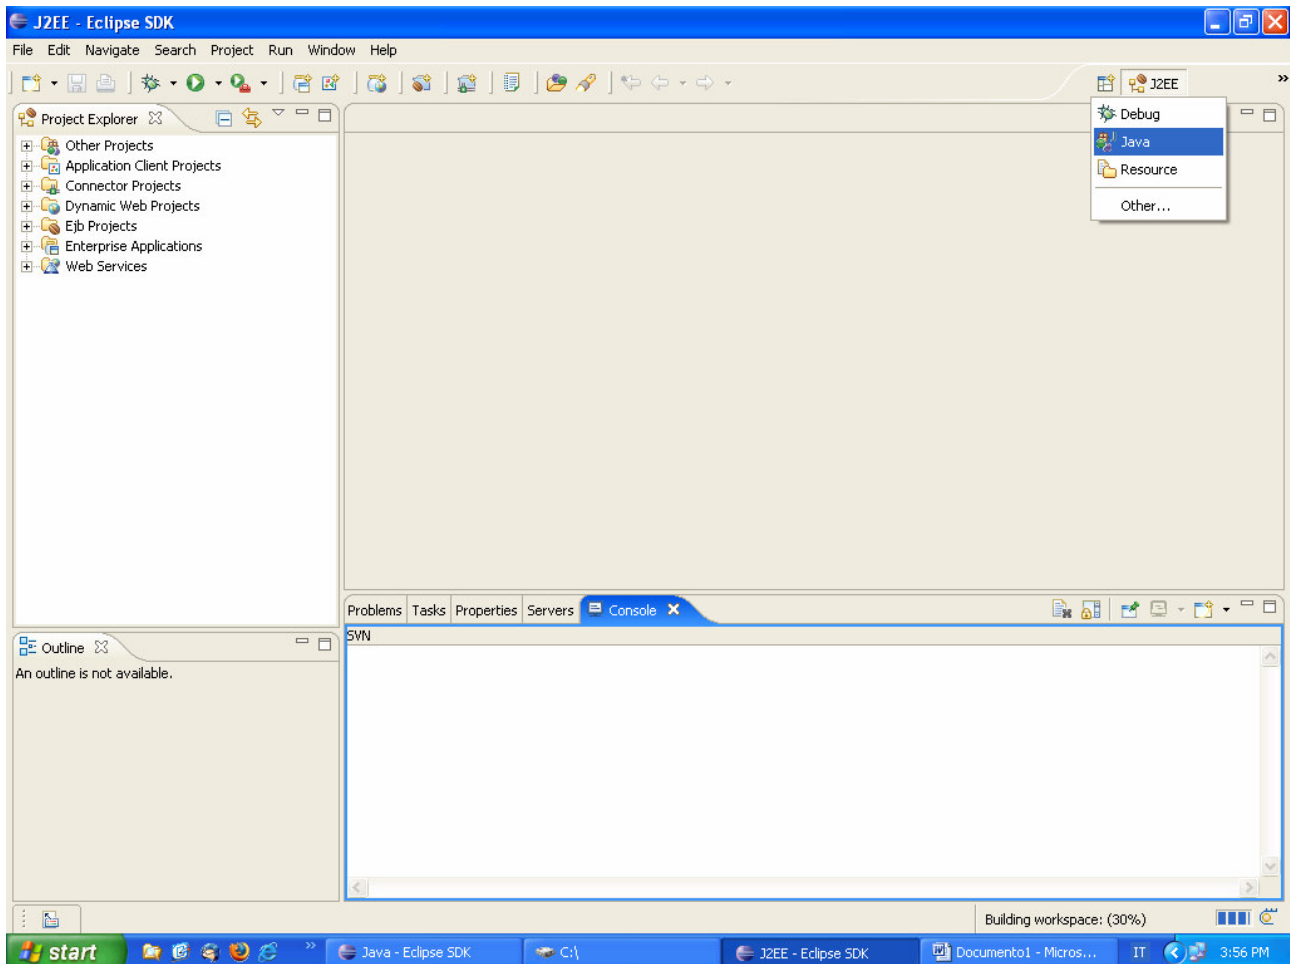 J2EE - Eclipse SDK
File Edit Navigate Search Project Run Window Help
J2EE
»
Project Explorer
Debug
Java
Resource
Other...
Other Projects
Application Client Projects
Connector Projects
Dynamic Web Projects
Ejb Projects
Enterprise Applications
Web Services
Problems Tasks Properties Servers Console
SVN
Outline
An outline is not available.
Building workspace: (30%)
start » Java - Eclipse SDK C:\ J2EE - Eclipse SDK Documento1 - Micros... IT 3:56 PM